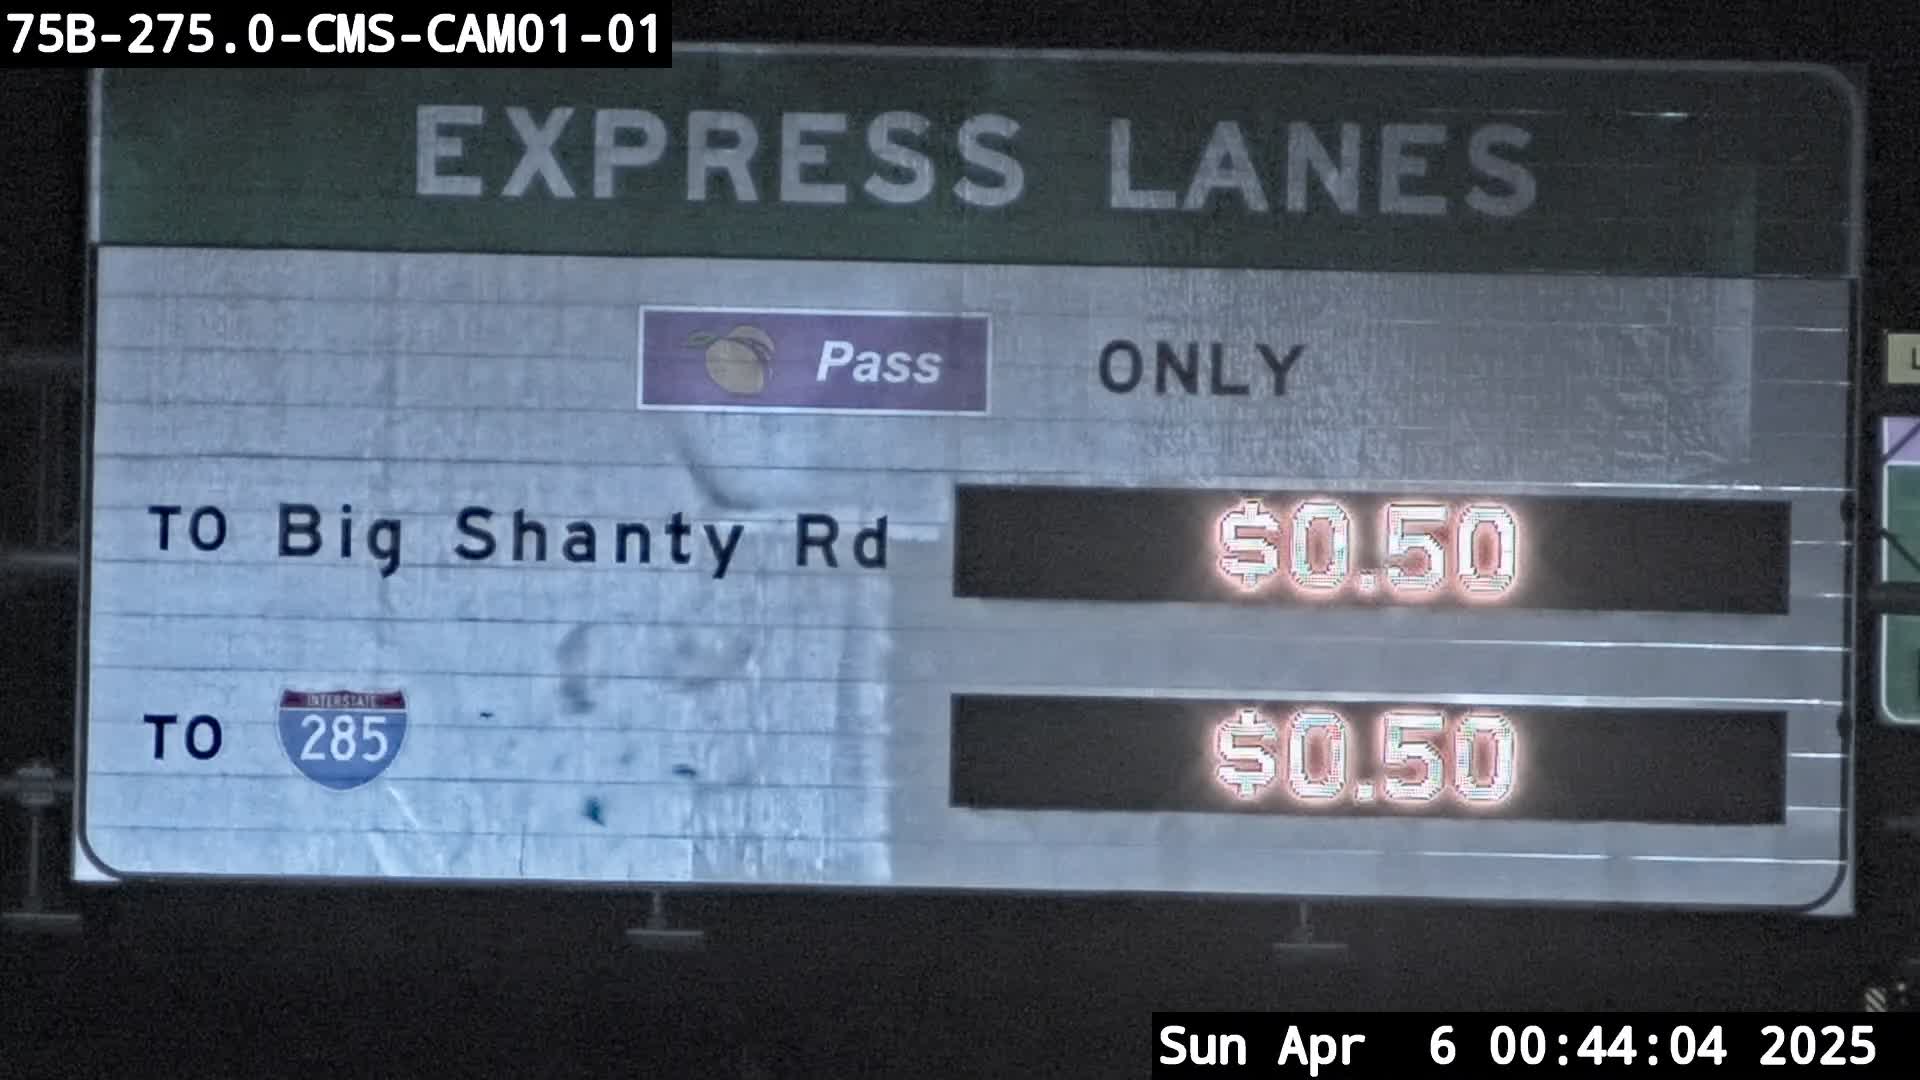 75B-275.0-CMS-CAM01-01
EXPRESS LANES
Pass ONLY
TO Big Shanty Rd $0.50
TO INTERSTATE 285 $0.50
Sun Apr 6 00:44:04 2025